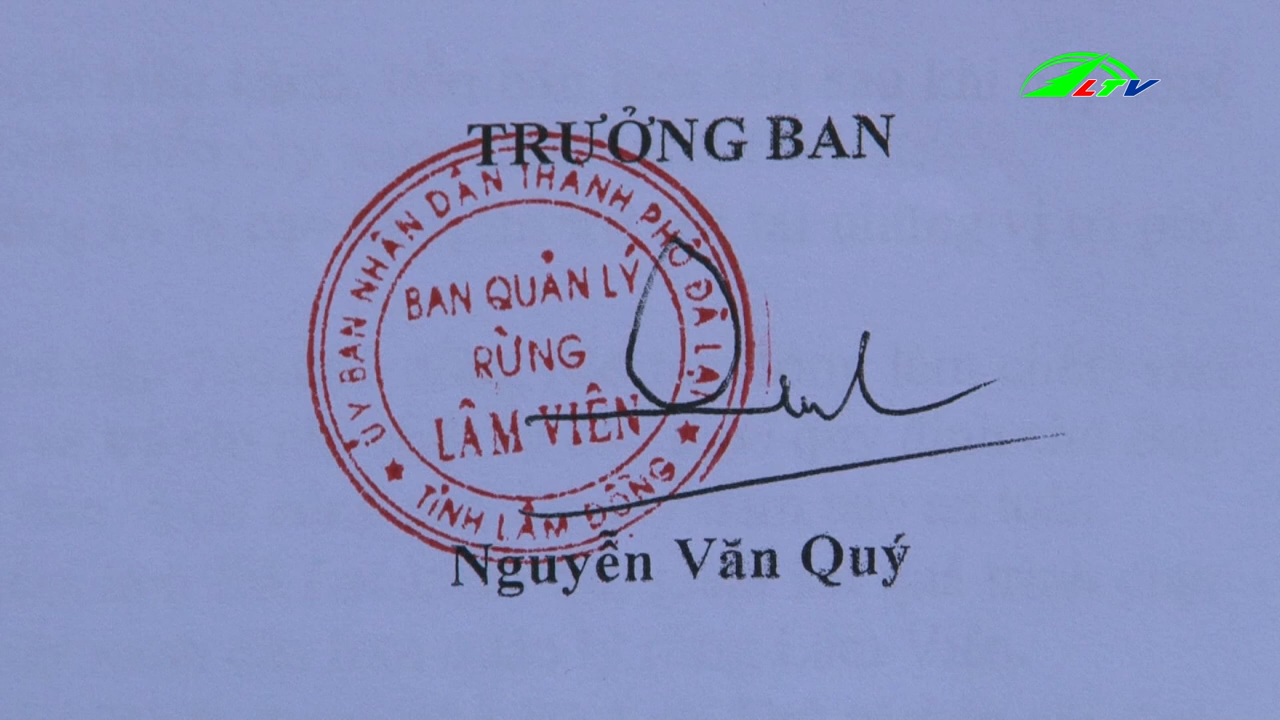 LTV
TRƯỞNG BAN
ỦY BAN NHÂN DÂN THÀNH PHỐ ĐÀ LẠT
BAN QUẢN LÝ
RỪNG
LÂM VIÊN
TỈNH LÂM ĐỒNG
Nguyễn Văn Quý